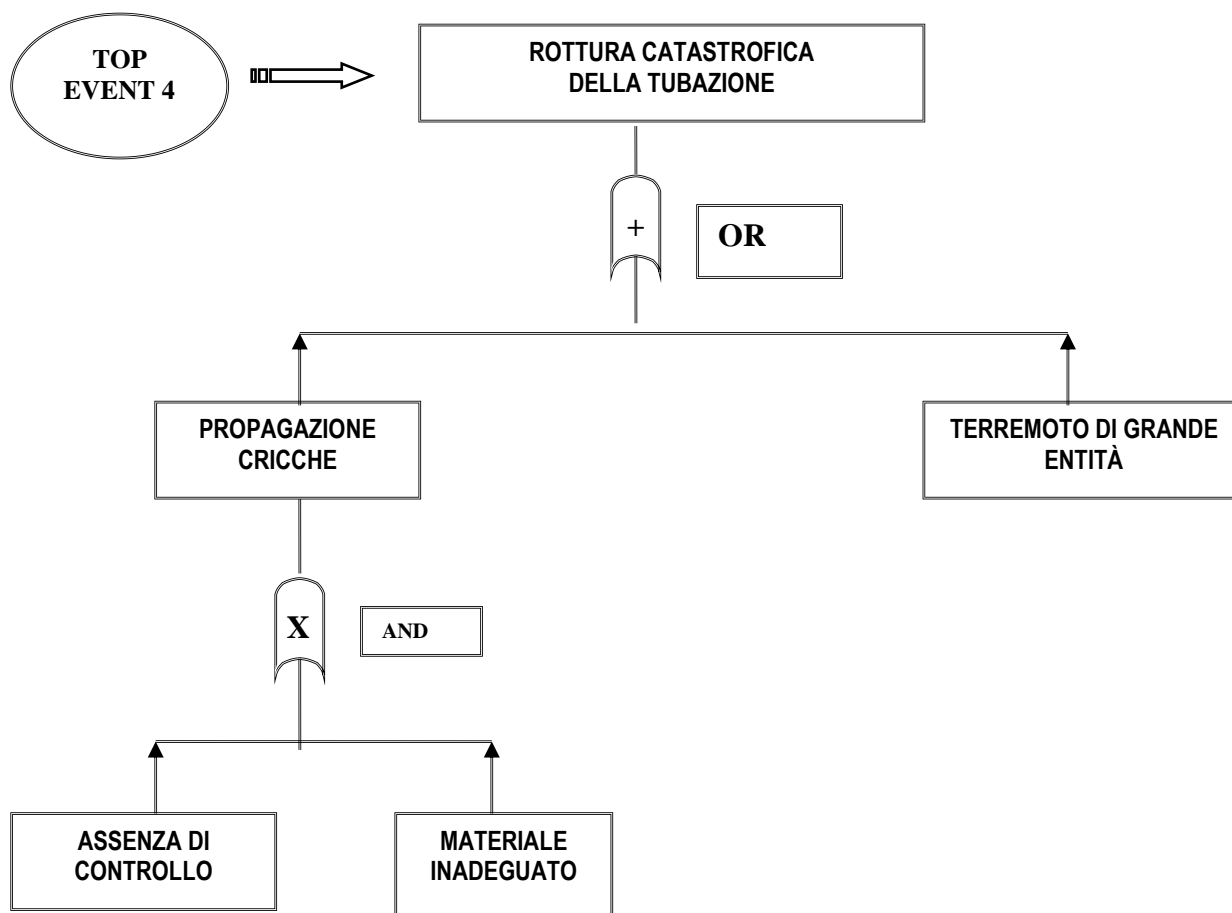 TOP
EVENT 4
ROTTURA CATASTROFICA
DELLA TUBAZIONE
+
OR
PROPAGAZIONE
CRICCHE
TERREMOTO DI GRANDE
ENTITÀ
X
AND
ASSENZA DI
CONTROLLO
MATERIALE
INADEGUATO